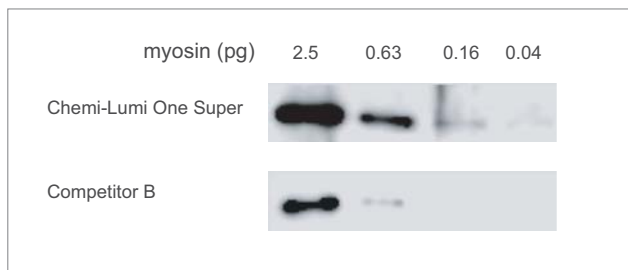 myosin (pg) 2.5 0.63 0.16 0.04
Chemi-Lumi One Super
Competitor B